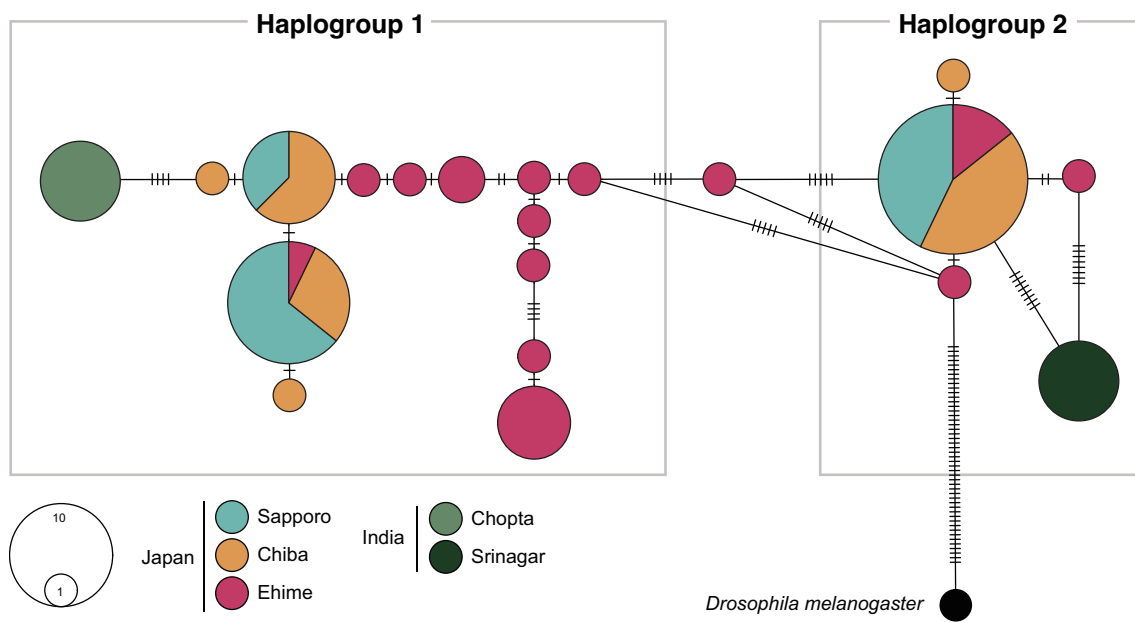 Haplogroup 1
Haplogroup 2
10
1
Japan
Sapporo
Chiba
Ehime
India
Chopta
Srinagar
Drosophila melanogaster